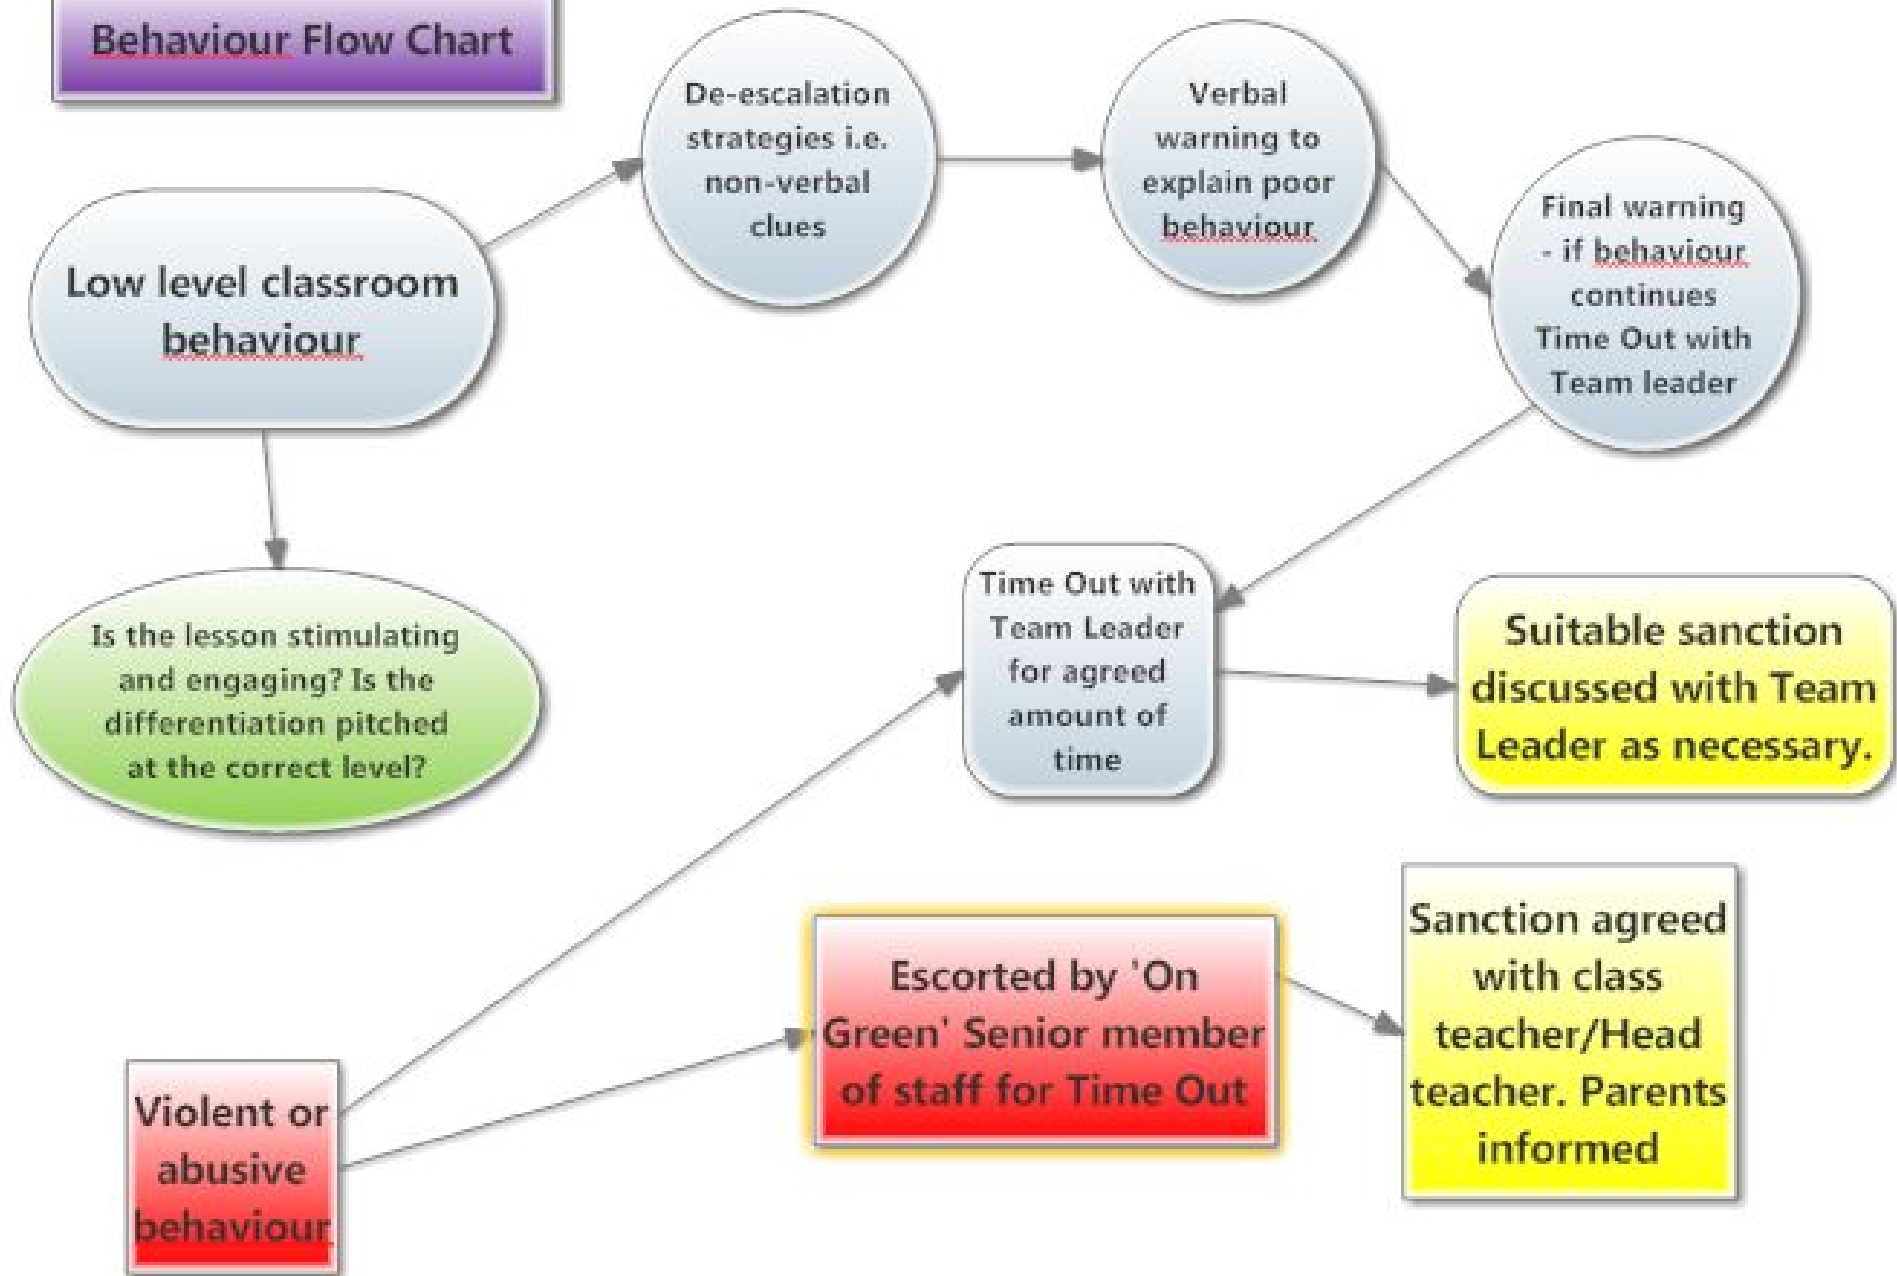 Behaviour Flow Chart
De-escalation
strategies i.e.
non-verbal
clues
Verbal
warning to
explain poor
behaviour
Final warning
- if behaviour
continues
Time Out with
Team leader
Low level classroom
behaviour
Is the lesson stimulating
and engaging? Is the
differentiation pitched
at the correct level?
Time Out with
Team Leader
for agreed
amount of
time
Suitable sanction
discussed with Team
Leader as necessary.
Violent or
abusive
behaviour
Escorted by 'On
Green' Senior member
of staff for Time Out
Sanction agreed
with class
teacher/Head
teacher. Parents
informed